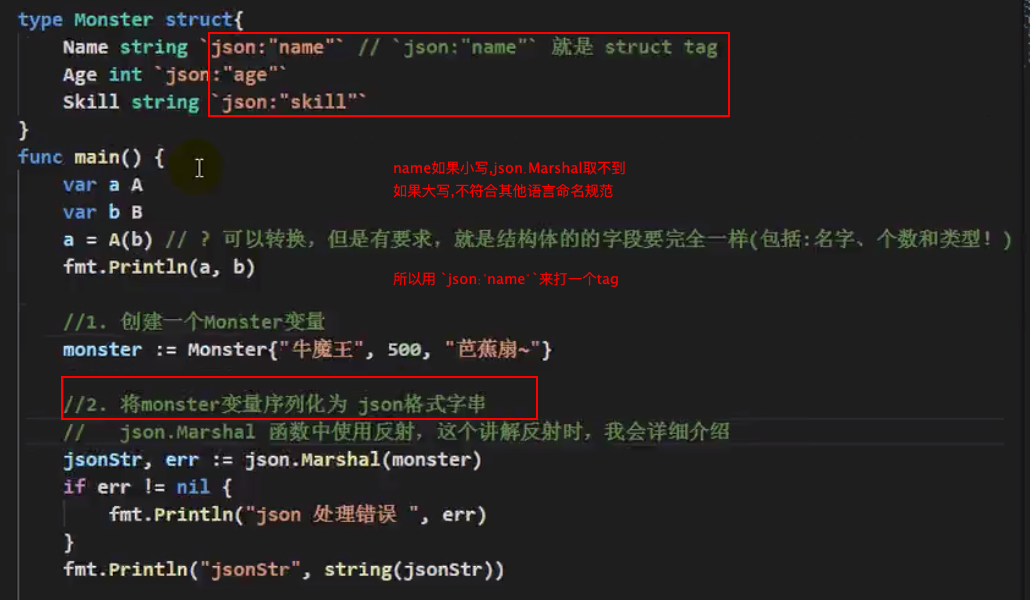 type Monster struct{
Name string `json:"name"` // `json:"name"` 就是 struct tag
Age int `json:"age"`
Skill string `json:"skill"`
}
func main() {
name如果小写,json.Marshal取不到
var a A
如果大写,不符合其他语言命名规范
var b B
a = A(b) // ? 可以转换，但是有要求，就是结构体的的字段要完全一样(包括:名字、个数和类型！)
fmt.Println(a, b)
所以用 `json:"name"`来打一个tag
//1. 创建一个Monster变量
monster := Monster{"牛魔王", 500, "芭蕉扇~"}
//2. 将monster变量序列化为 json格式字串
// json.Marshal 函数中使用反射，这个讲解反射时，我会详细介绍
jsonStr, err := json.Marshal(monster)
if err != nil {
fmt.Println("json 处理错误 ", err)
}
fmt.Println("jsonStr", string(jsonStr))